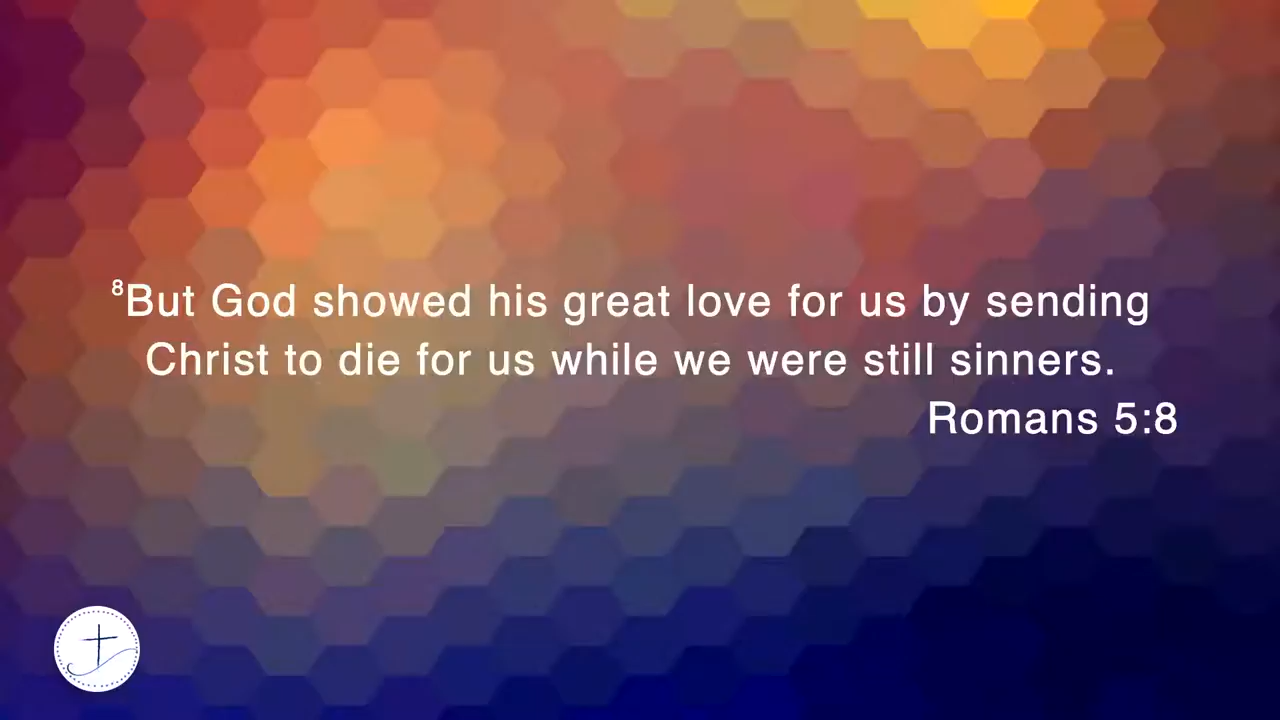 ⁸But God showed his great love for us by sending
Christ to die for us while we were still sinners.
Romans 5:8